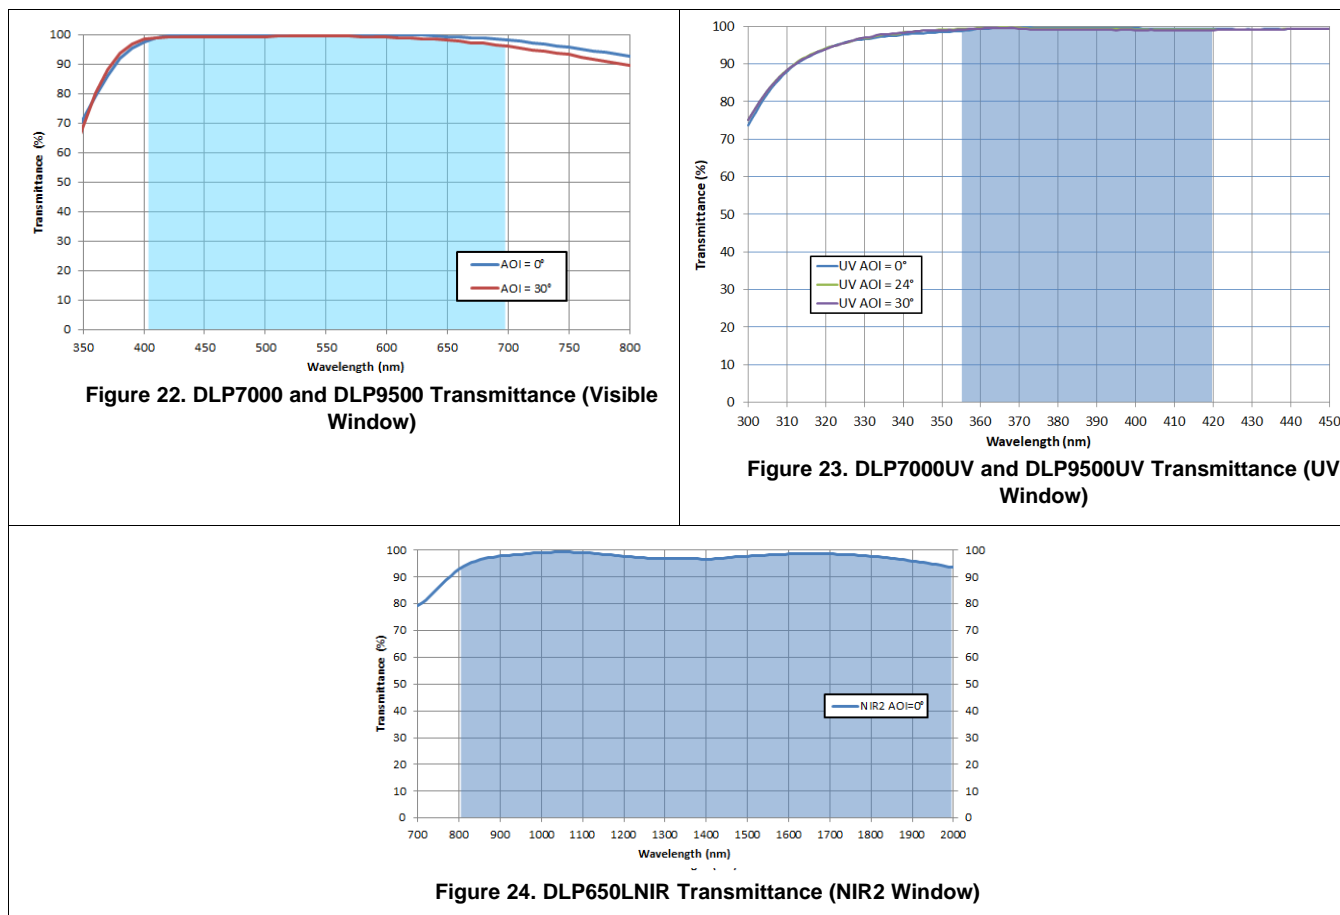 100
90
80
70
60
50
40
30
20
10
0
Transmittance (%)
AOI = 0°
AOI = 30°
350 400 450 500 550 600 650 700 750 800
Wavelength (nm)
Figure 22. DLP7000 and DLP9500 Transmittance (Visible
Window)
100
90
80
70
60
50
40
30
20
10
0
Transmittance (%)
UV AOI = 0°
UV AOI = 24°
UV AOI = 30°
300 310 320 330 340 350 360 370 380 390 400 410 420 430 440 450
Wavelength (nm)
Figure 23. DLP7000UV and DLP9500UV Transmittance (UV
Window)
100
90
80
70
60
50
40
30
20
10
0
Transmittance (%)
NIR2 AOI=0°
100
90
80
70
60
50
40
30
20
10
0
700 800 900 1000 1100 1200 1300 1400 1500 1600 1700 1800 1900 2000
Wavelength (nm)
Figure 24. DLP650LNIR Transmittance (NIR2 Window)